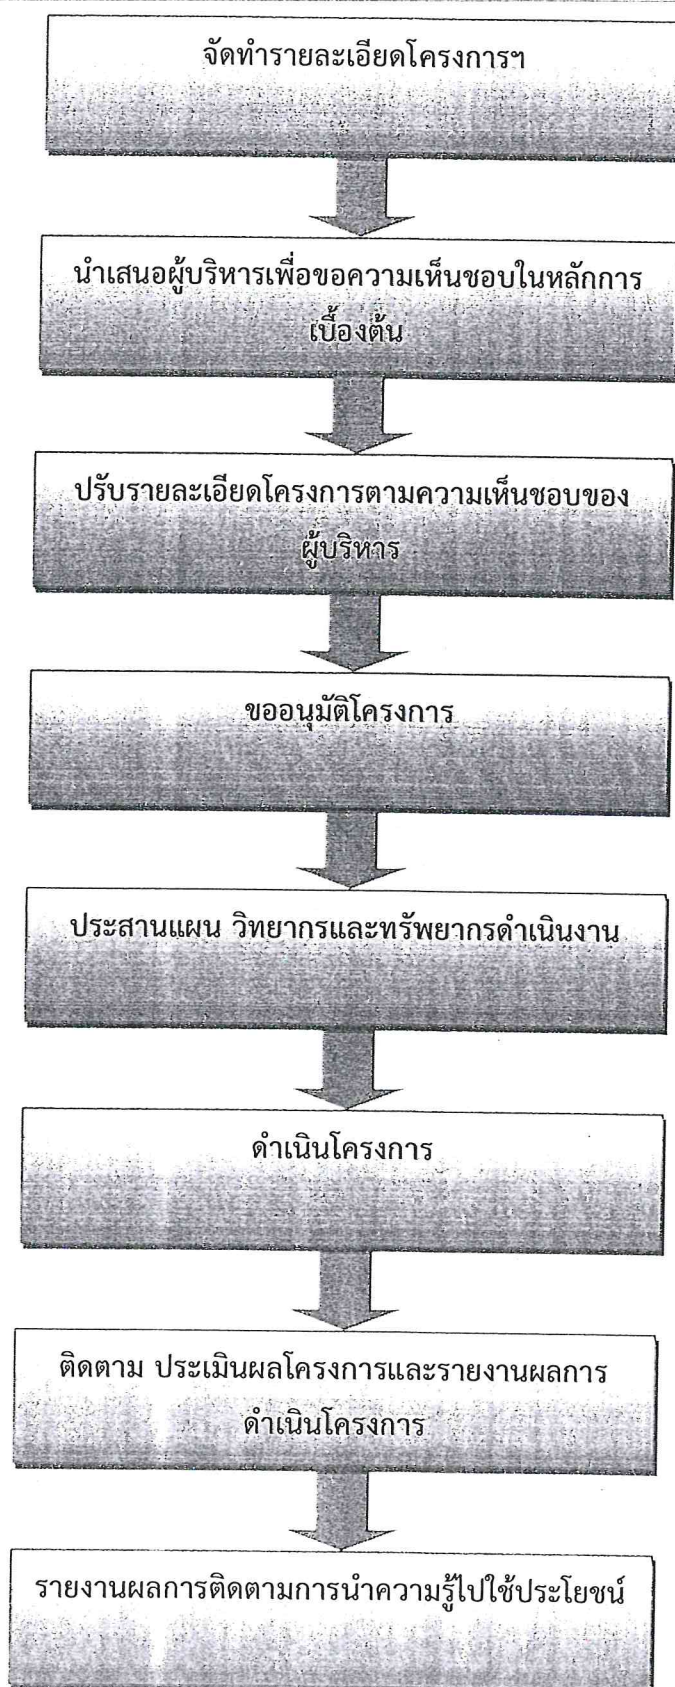 จัดทำรายละเอียดโครงการฯ
นำเสนอผู้บริหารเพื่อขอความเห็นชอบในหลักการ
เบื้องต้น
ปรับรายละเอียดโครงการตามความเห็นชอบของ
ผู้บริหาร
ขออนุมัติโครงการ
ประสานแผน วิทยากรและทรัพยากรดำเนินงาน
ดำเนินโครงการ
ติดตาม ประเมินผลโครงการและรายงานผลการ
ดำเนินโครงการ
รายงานผลการติดตามการนำความรู้ไปใช้ประโยชน์